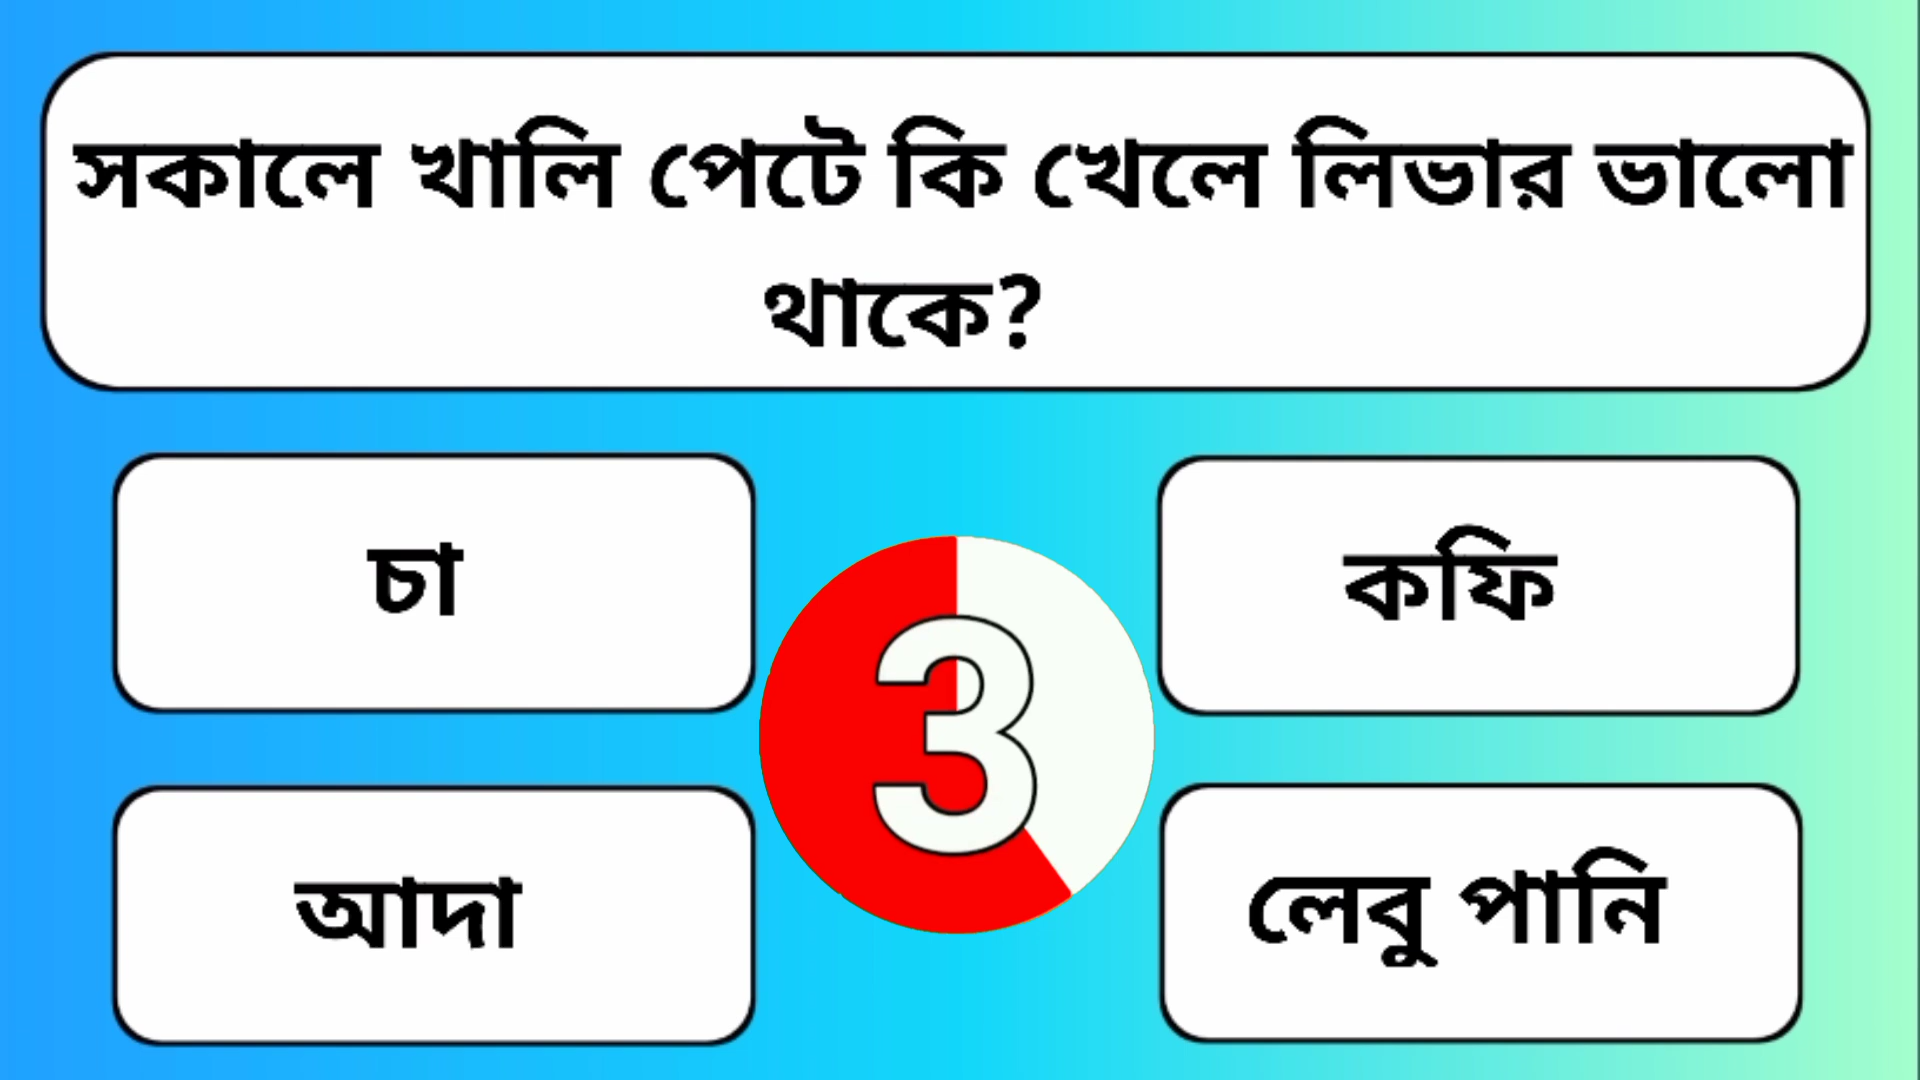 সকালে খালি পেটে কি খেলে লিভার ভালো
থাকে?
চা
কফি
3
আদা
লেবু পানি